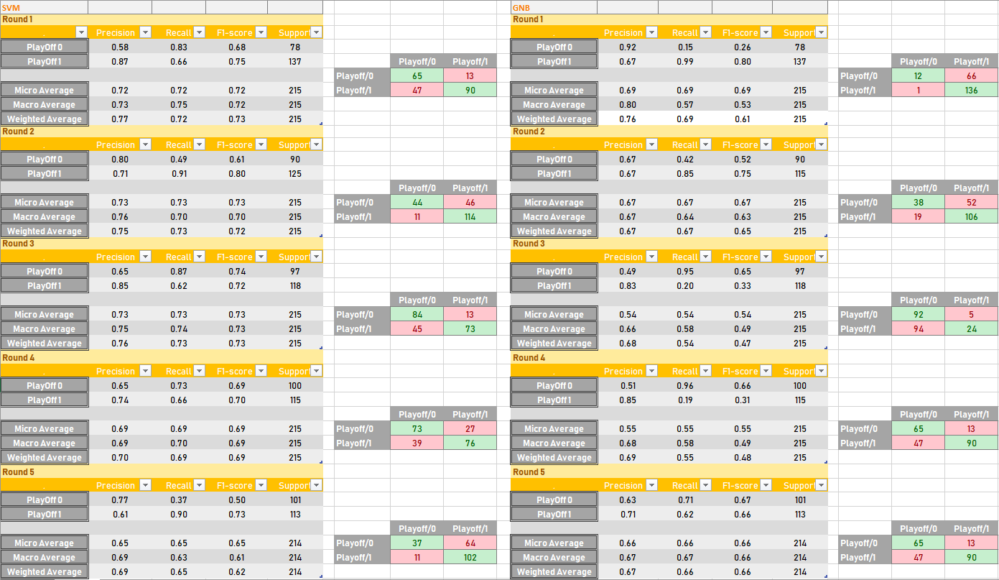 SVM GNB
Round 1 Round 1
. Precision Recall F1-score Support . Precision Recall F1-score Support
PlayOff 0 0.58 0.83 0.68 78 PlayOff 0 0.92 0.15 0.26 78
PlayOff 1 0.87 0.66 0.75 137 Playoff/0 Playoff/1 PlayOff 1 0.67 0.99 0.80 137 Playoff/0 Playoff/1
Playoff/0 65 13 Playoff/0 12 66
Micro Average 0.72 0.72 0.72 215 Playoff/1 47 90 Micro Average 0.69 0.69 0.69 215 Playoff/1 1 136
Macro Average 0.73 0.75 0.72 215 Macro Average 0.80 0.57 0.53 215
Weighted Average 0.77 0.72 0.73 215 Weighted Average 0.76 0.69 0.61 215
Round 2 Round 2
. Precision Recall F1-score Support . Precision Recall F1-score Support
PlayOff 0 0.80 0.49 0.61 90 PlayOff 0 0.67 0.42 0.52 90
PlayOff 1 0.71 0.91 0.80 125 PlayOff 1 0.67 0.85 0.75 115
Playoff/0 Playoff/1 Playoff/0 Playoff/1
Micro Average 0.73 0.73 0.73 215 Playoff/0 44 46 Micro Average 0.67 0.67 0.67 215 Playoff/0 38 52
Macro Average 0.76 0.70 0.70 215 Playoff/1 11 114 Macro Average 0.67 0.64 0.63 215 Playoff/1 19 106
Weighted Average 0.75 0.73 0.72 215 Weighted Average 0.67 0.67 0.65 215
Round 3 Round 3
. Precision Recall F1-score Support . Precision Recall F1-score Support
PlayOff 0 0.65 0.87 0.74 97 PlayOff 0 0.49 0.95 0.65 97
PlayOff 1 0.85 0.62 0.72 118 PlayOff 1 0.83 0.20 0.33 118
Playoff/0 Playoff/1 Playoff/0 Playoff/1
Micro Average 0.73 0.73 0.73 215 Playoff/0 84 13 Micro Average 0.54 0.54 0.54 215 Playoff/0 92 5
Macro Average 0.75 0.74 0.73 215 Playoff/1 45 73 Macro Average 0.66 0.58 0.49 215 Playoff/1 94 24
Weighted Average 0.76 0.73 0.73 215 Weighted Average 0.68 0.54 0.47 215
Round 4 Round 4
. Precision Recall F1-score Support . Precision Recall F1-score Support
PlayOff 0 0.65 0.73 0.69 100 PlayOff 0 0.51 0.96 0.66 100
PlayOff 1 0.74 0.66 0.70 115 PlayOff 1 0.85 0.19 0.31 115
Playoff/0 Playoff/1 Playoff/0 Playoff/1
Micro Average 0.69 0.69 0.69 215 Playoff/0 73 27 Micro Average 0.55 0.55 0.55 215 Playoff/0 65 13
Macro Average 0.69 0.70 0.69 215 Playoff/1 39 76 Macro Average 0.68 0.58 0.49 215 Playoff/1 47 90
Weighted Average 0.70 0.69 0.69 215 Weighted Average 0.69 0.55 0.48 215
Round 5 Round 5
. Precision Recall F1-score Support . Precision Recall F1-score Support
PlayOff 0 0.77 0.37 0.50 101 PlayOff 0 0.63 0.71 0.67 101
PlayOff 1 0.61 0.90 0.73 113 PlayOff 1 0.71 0.62 0.66 113
Playoff/0 Playoff/1 Playoff/0 Playoff/1
Micro Average 0.65 0.65 0.65 214 Playoff/0 37 64 Micro Average 0.66 0.66 0.66 214 Playoff/0 65 13
Macro Average 0.69 0.63 0.61 214 Playoff/1 11 102 Macro Average 0.67 0.67 0.66 214 Playoff/1 47 90
Weighted Average 0.69 0.65 0.62 214 Weighted Average 0.67 0.66 0.66 214